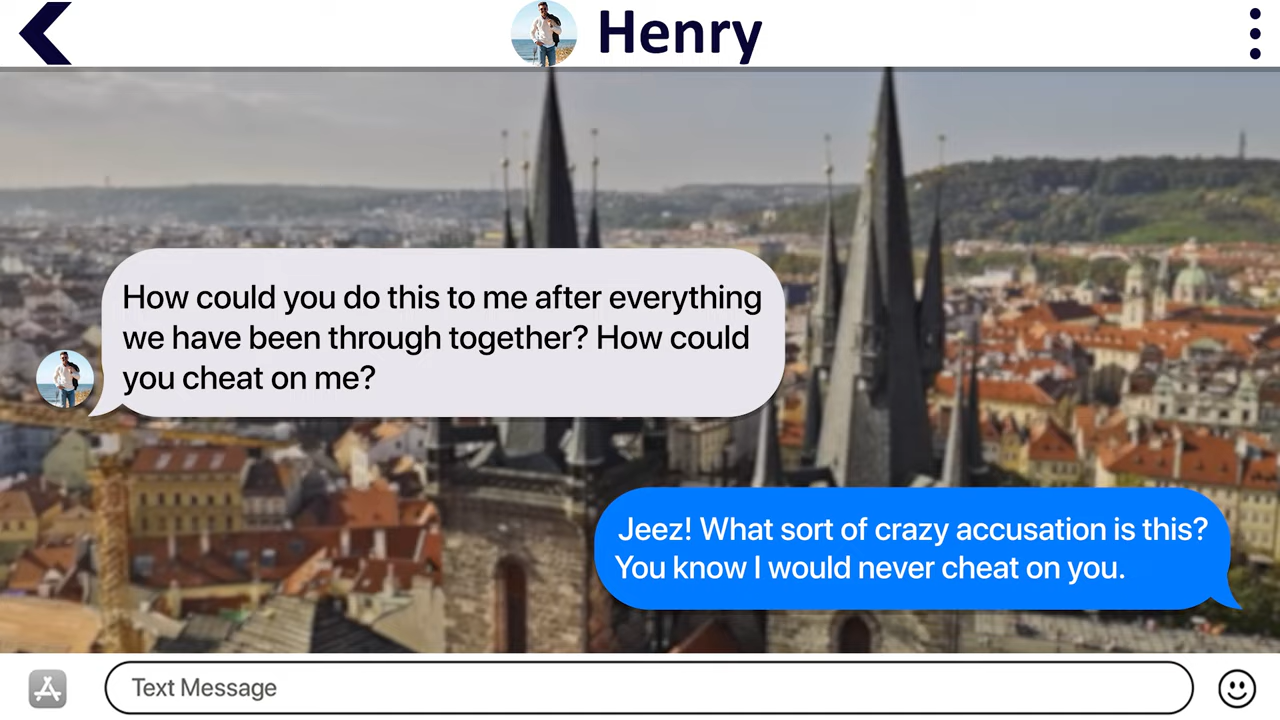 Henry
How could you do this to me after everything
we have been through together? How could
you cheat on me?
Jeez! What sort of crazy accusation is this?
You know I would never cheat on you.
Text Message